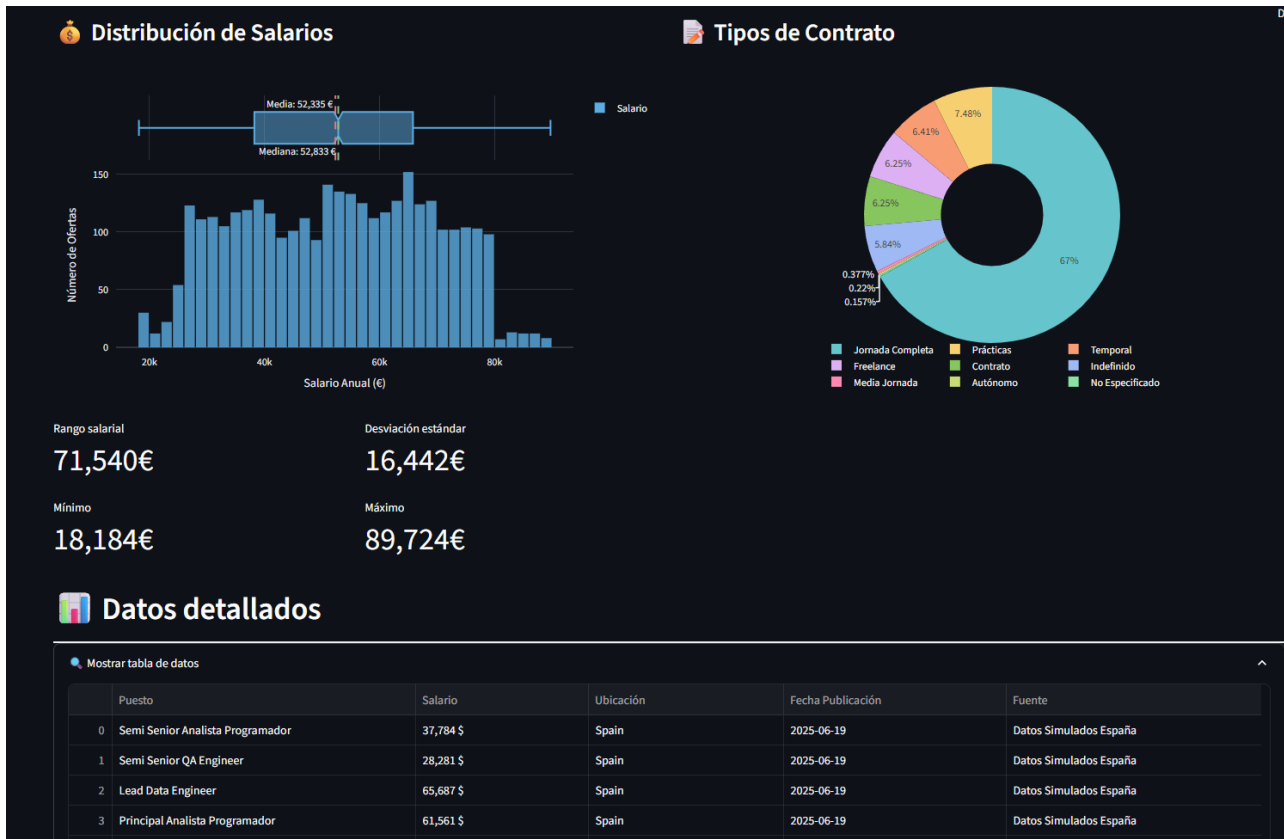 D
Distribución de Salarios
Tipos de Contrato
Media: 52,335 €
Mediana: 52,833 €
Salario
150
100
50
0
Número de Ofertas
20k
40k
60k
80k
Salario Anual (€)
7.48%
6.41%
6.25%
6.25%
5.84%
0.377%
0.22%
0.157%
67%
Jornada Completa
Prácticas
Temporal
Freelance
Contrato
Indefinido
Media Jornada
Autónomo
No Especificado
Rango salarial
71,540€
Desviación estándar
16,442€
Mínimo
18,184€
Máximo
89,724€
Datos detallados
Mostrar tabla de datos
Puesto Salario Ubicación Fecha Publicación Fuente
0 Semi Senior Analista Programador 37,784 $ Spain 2025-06-19 Datos Simulados España
1 Semi Senior QA Engineer 28,281 $ Spain 2025-06-19 Datos Simulados España
2 Lead Data Engineer 65,687 $ Spain 2025-06-19 Datos Simulados España
3 Principal Analista Programador 61,561 $ Spain 2025-06-19 Datos Simulados España